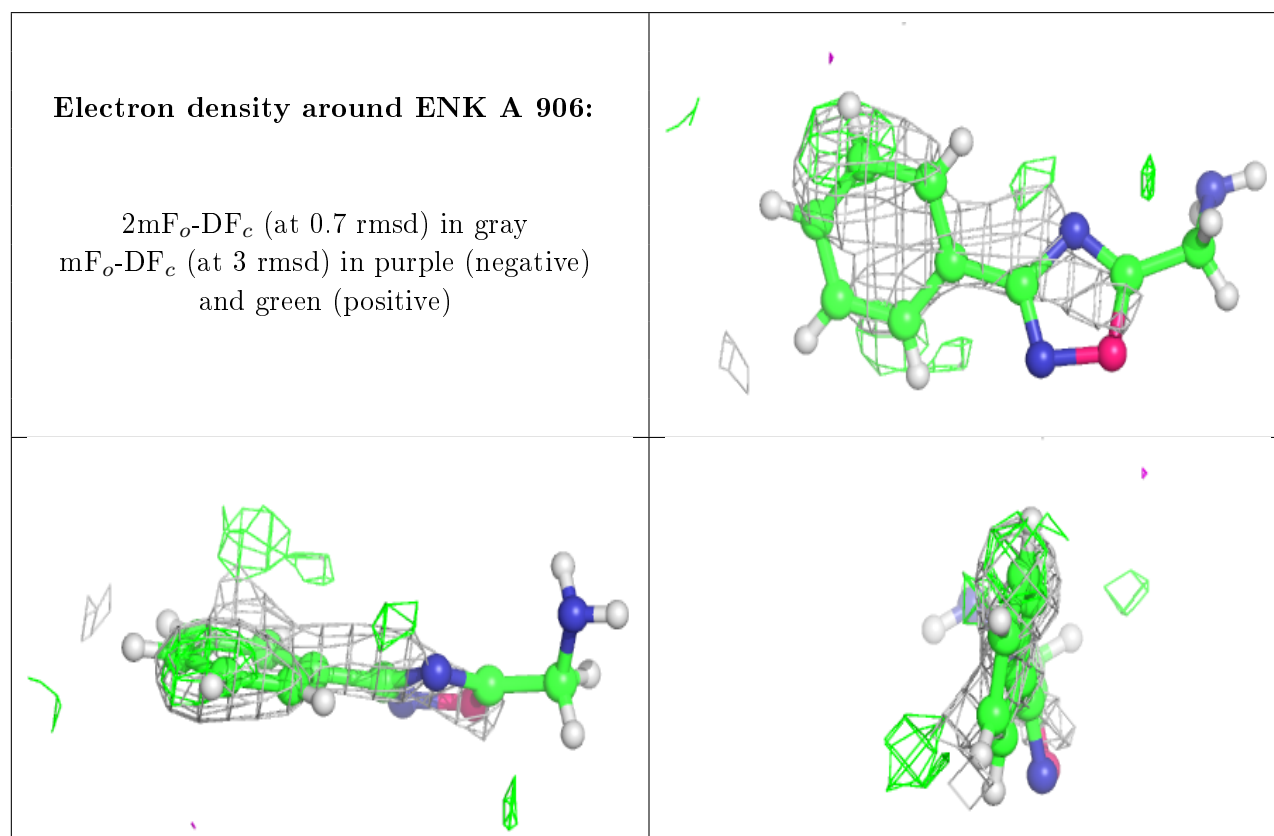 Electron density around ENK A 906:
2mFₒ-DF𝑐 (at 0.7 rmsd) in gray
mFₒ-DF𝑐 (at 3 rmsd) in purple (negative)
and green (positive)